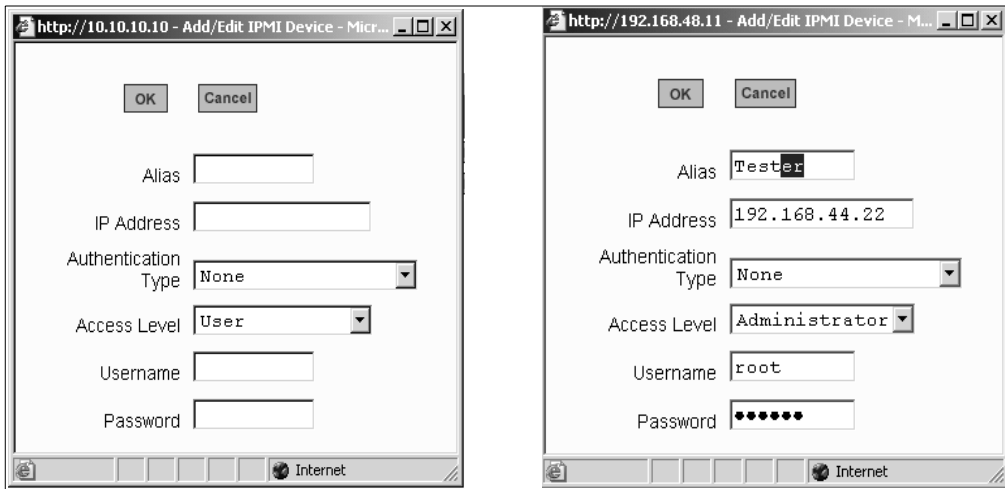 http://10.10.10.10 - Add/Edit IPMI Device - Micr...
OK Cancel
Alias
IP Address
Authentication
Type None
Access Level User
Username
Password
Internet
http://192.168.48.11 - Add/Edit IPMI Device - M...
OK Cancel
Alias Tester
IP Address 192.168.44.22
Authentication
Type None
Access Level Administrator
Username root
Password ●●●●●●
Internet